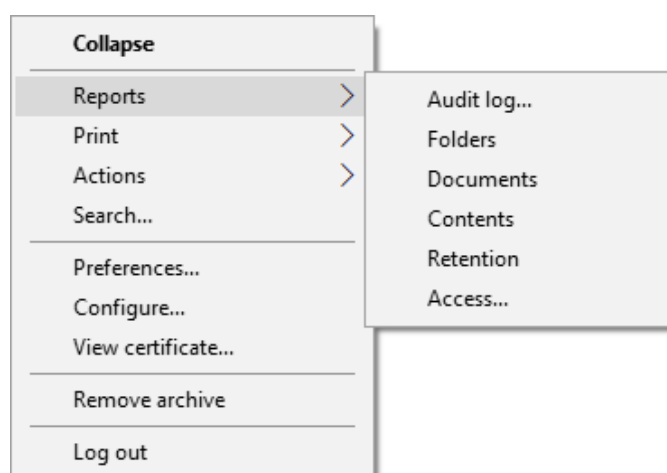 Collapse
Reports
Print
Actions
Search...
Preferences...
Configure...
View certificate...
Remove archive
Log out
Audit log...
Folders
Documents
Contents
Retention
Access...